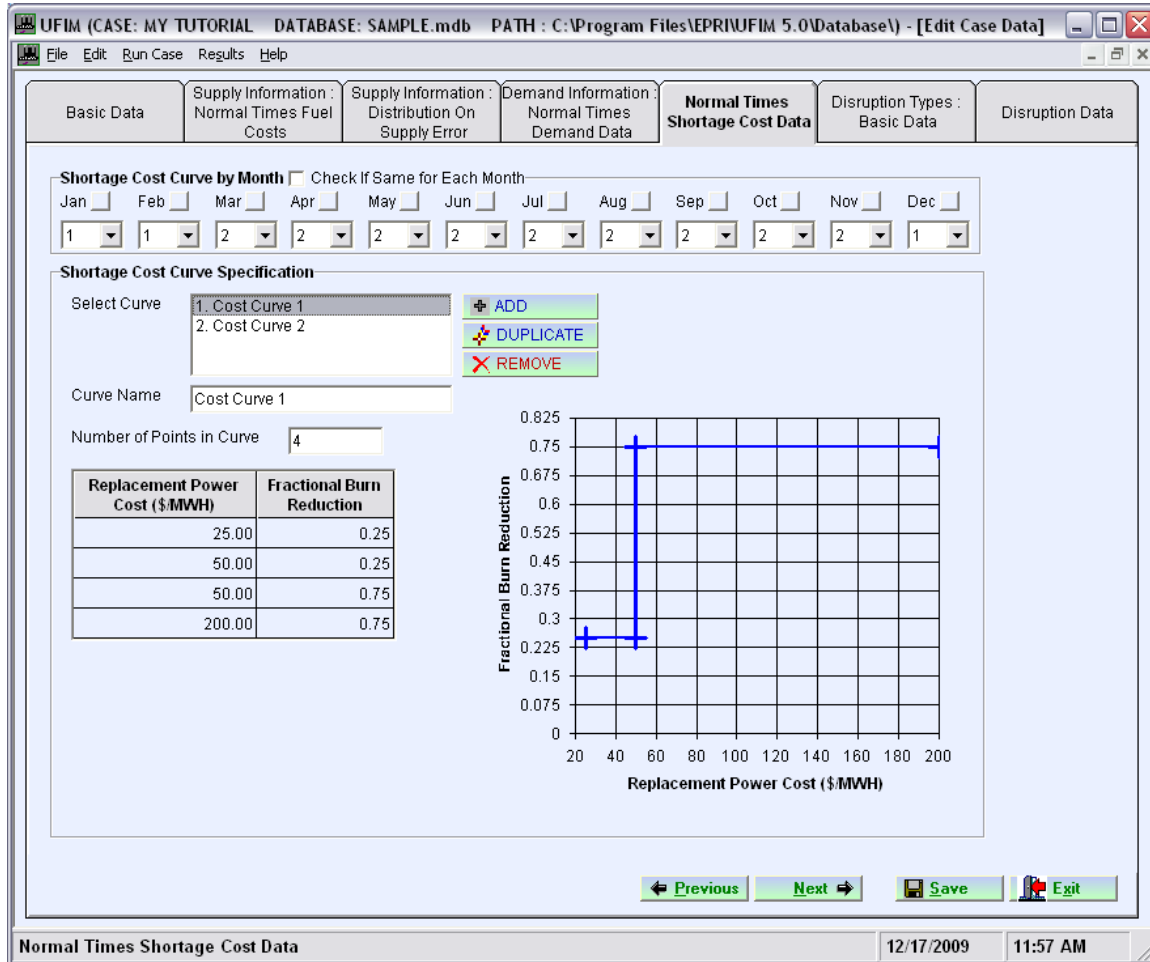 UFIM (CASE: MY TUTORIAL DATABASE: SAMPLE.mdb PATH : C:\Program Files\EPRI\UFIM 5.0\Database\) - [Edit Case Data]
File Edit Run Case Results Help
Basic Data
Supply Information :
Normal Times Fuel
Costs
Supply Information :
Distribution On
Supply Error
Demand Information :
Normal Times
Demand Data
Normal Times
Shortage Cost Data
Disruption Types :
Basic Data
Disruption Data
Shortage Cost Curve by Month Check If Same for Each Month
Jan Feb Mar Apr May Jun Jul Aug Sep Oct Nov Dec
1 1 2 2 2 2 2 2 2 2 2 1
Shortage Cost Curve Specification
Select Curve
1. Cost Curve 1
2. Cost Curve 2
ADD
DUPLICATE
REMOVE
Curve Name
Cost Curve 1
Number of Points in Curve
4
Replacement Power
Cost ($/MWH)
Fractional Burn
Reduction
25.00 0.25
50.00 0.25
50.00 0.75
200.00 0.75
Fractional Burn Reduction
0.825
0.75
0.675
0.6
0.525
0.45
0.375
0.3
0.225
0.15
0.075
0
20 40 60 80 100 120 140 160 180 200
Replacement Power Cost ($/MWH)
Previous
Next
Save
Exit
Normal Times Shortage Cost Data
12/17/2009
11:57 AM